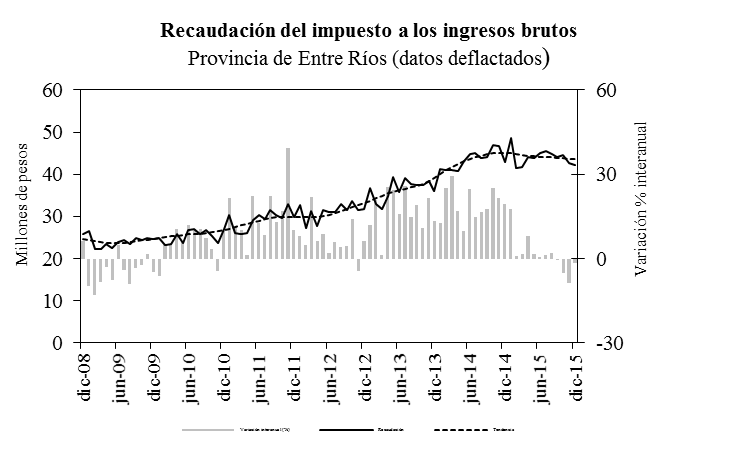 Recaudación del impuesto a los ingresos brutos
Provincia de Entre Ríos (datos deflactados)
Millones de pesos
60
50
40
30
20
10
0
60
30
0
-30
Variación % interanual
dic-08
jun-09
dic-09
jun-10
dic-10
jun-11
dic-11
jun-12
dic-12
jun-13
dic-13
jun-14
dic-14
jun-15
dic-15
Variación interanual (%) Recaudación Tendencia